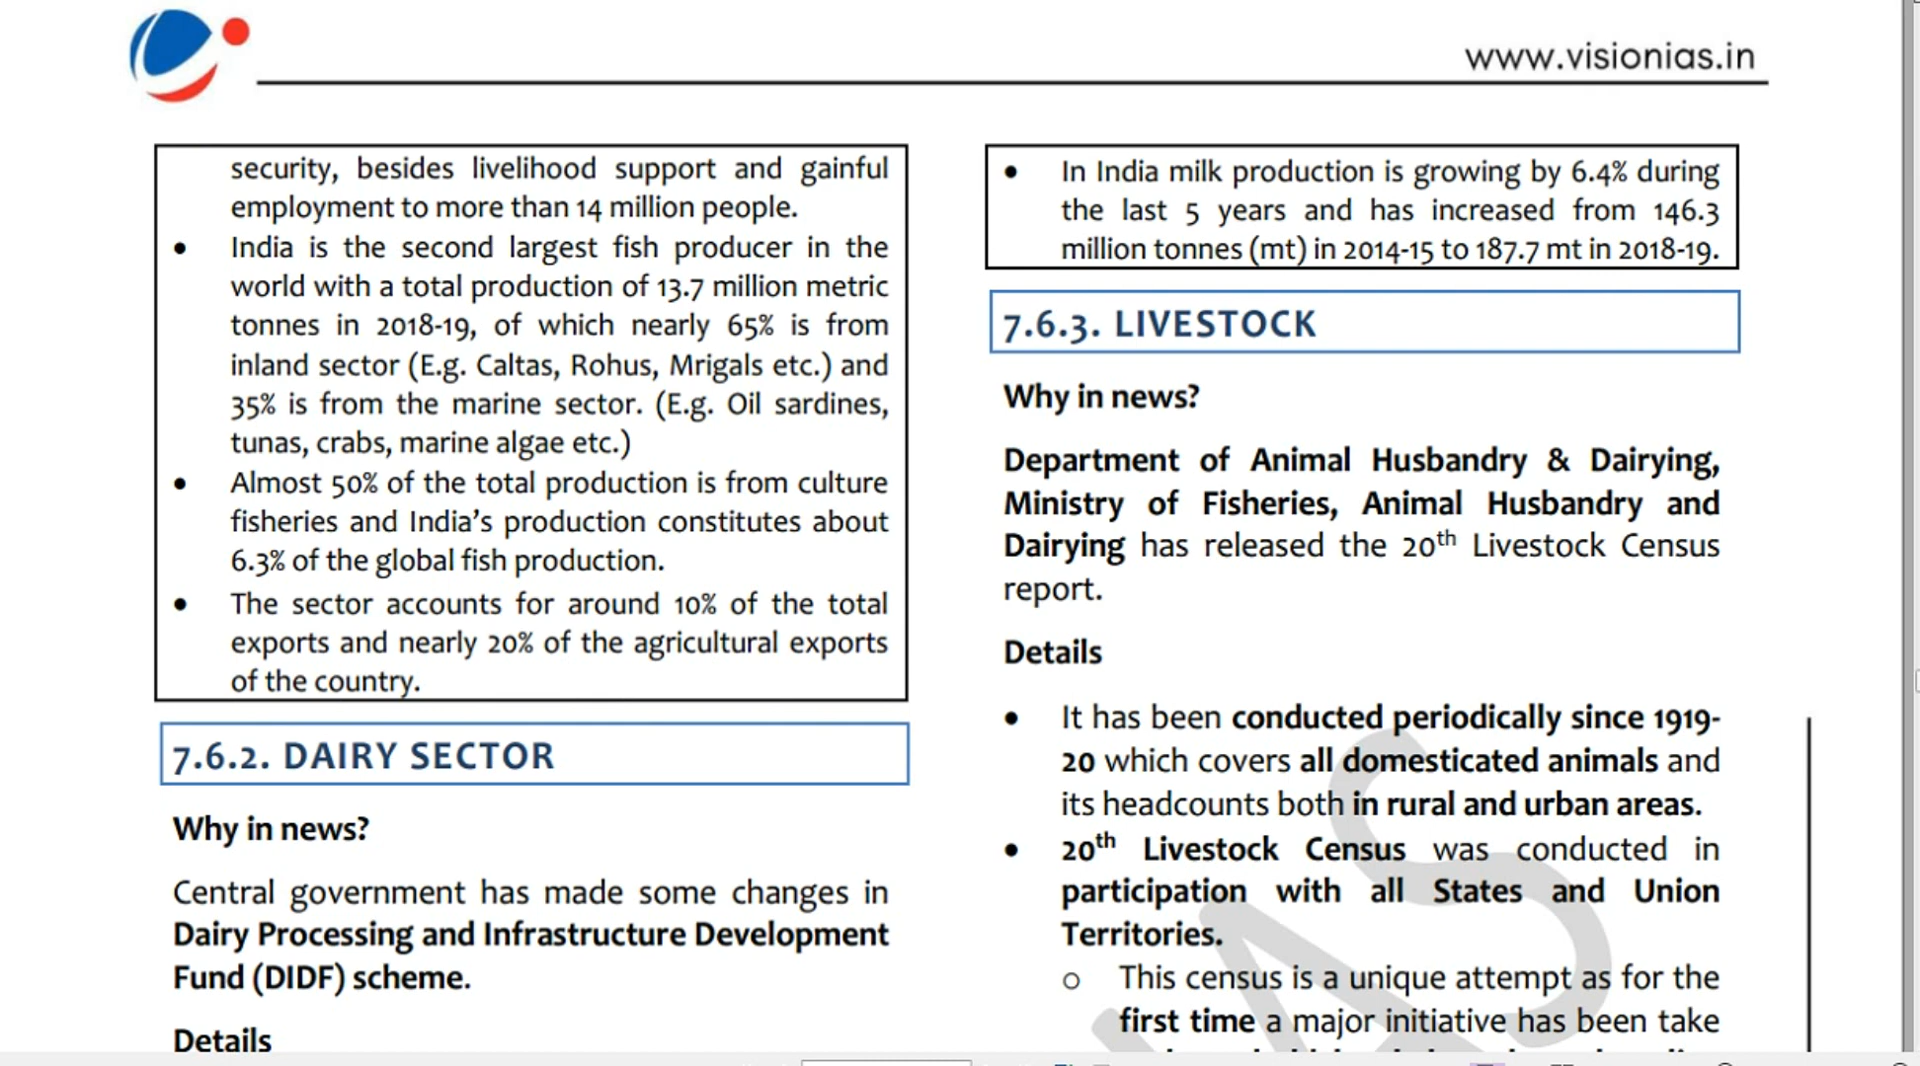 www.visionias.in
security, besides livelihood support and gainful
employment to more than 14 million people.
• India is the second largest fish producer in the
world with a total production of 13.7 million metric
tonnes in 2018-19, of which nearly 65% is from
inland sector (E.g. Caltas, Rohus, Mrigals etc.) and
35% is from the marine sector. (E.g. Oil sardines,
tunas, crabs, marine algae etc.)
• Almost 50% of the total production is from culture
fisheries and India’s production constitutes about
6.3% of the global fish production.
• The sector accounts for around 10% of the total
exports and nearly 20% of the agricultural exports
of the country.
7.6.2. DAIRY SECTOR
Why in news?
Central government has made some changes in
Dairy Processing and Infrastructure Development
Fund (DIDF) scheme.
Details
• In India milk production is growing by 6.4% during
the last 5 years and has increased from 146.3
million tonnes (mt) in 2014-15 to 187.7 mt in 2018-19.
7.6.3. LIVESTOCK
Why in news?
Department of Animal Husbandry & Dairying,
Ministry of Fisheries, Animal Husbandry and
Dairying has released the 20th Livestock Census
report.
Details
• It has been conducted periodically since 1919-
20 which covers all domesticated animals and
its headcounts both in rural and urban areas.
• 20th Livestock Census was conducted in
participation with all States and Union
Territories.
o This census is a unique attempt as for the
first time a major initiative has been take